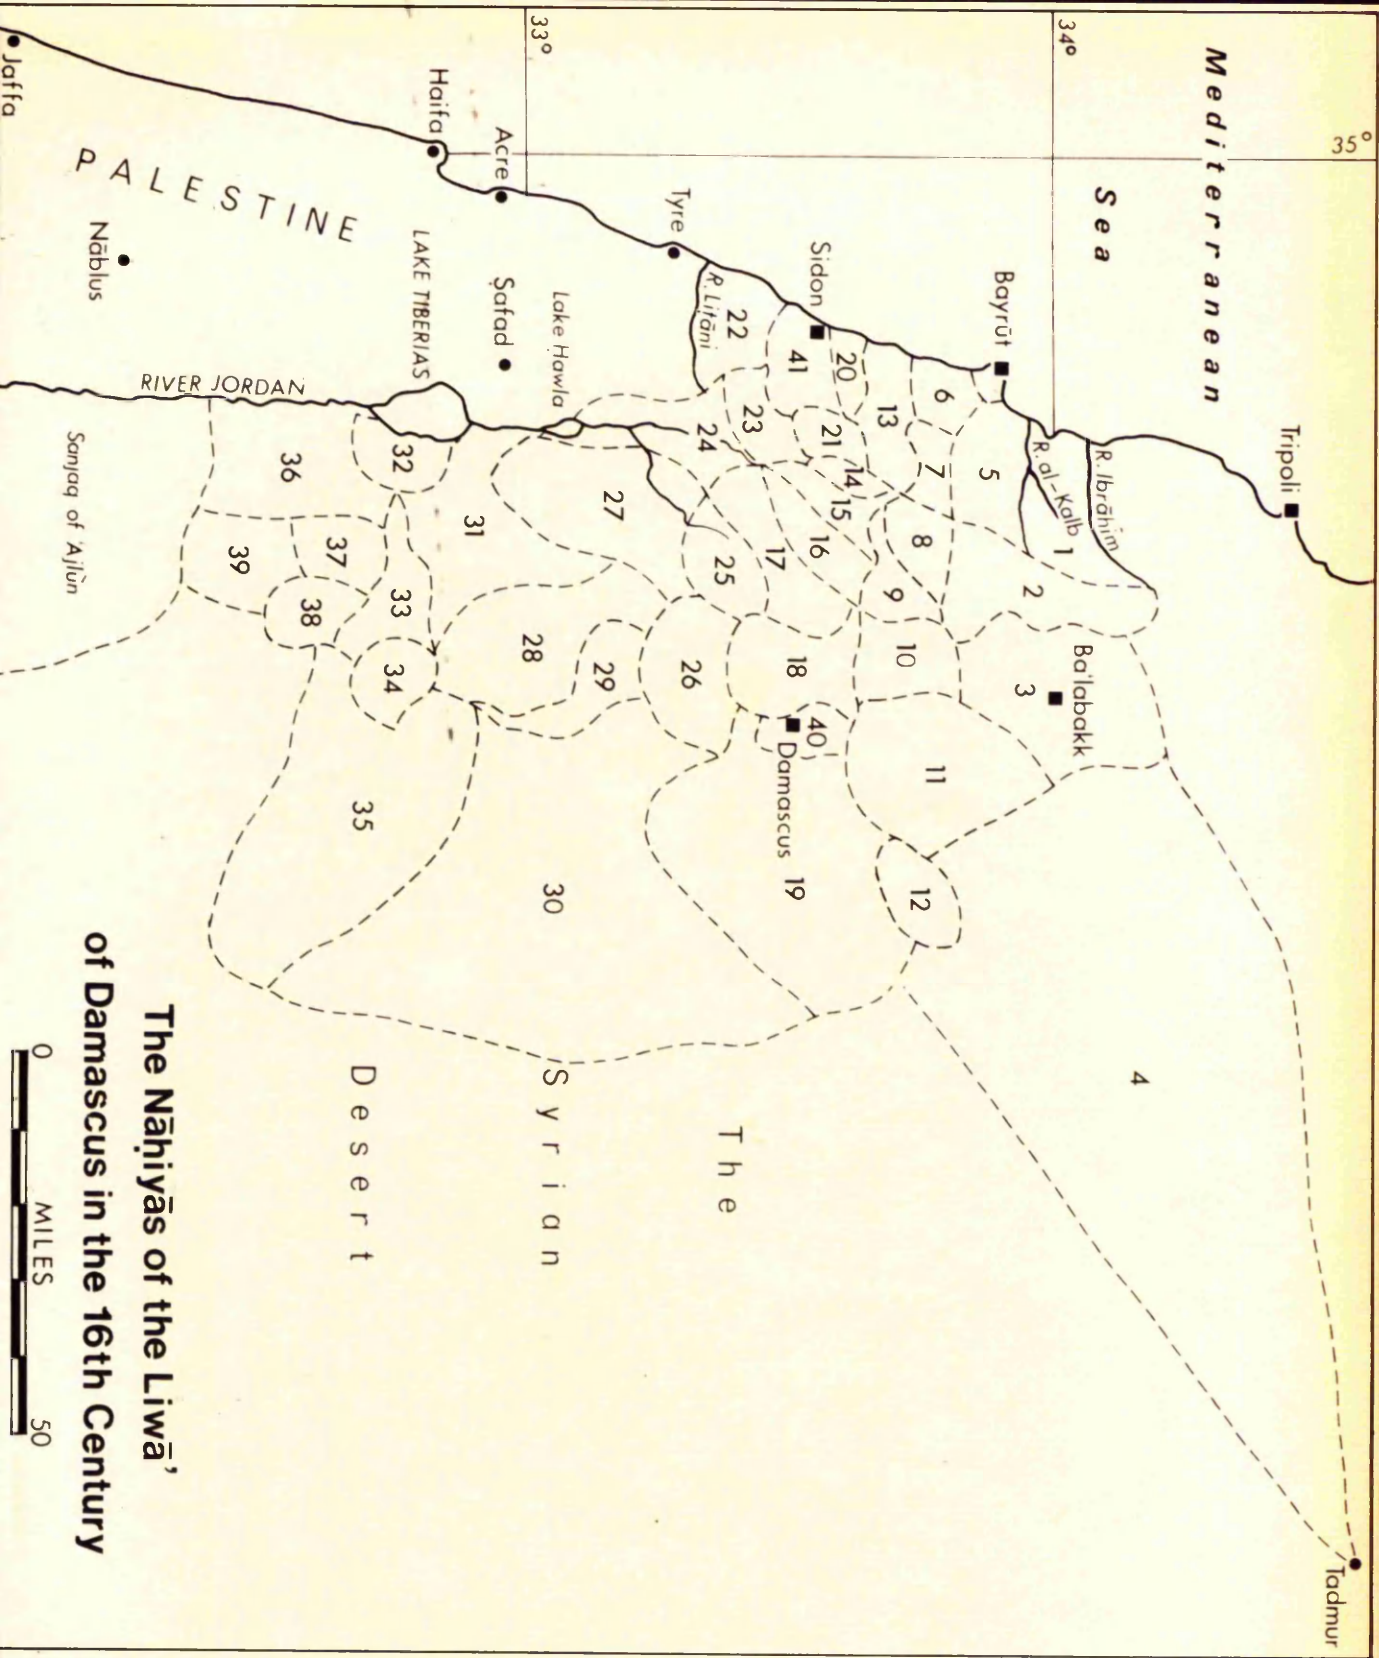 The Nāḥiyās of the Liwā’
of Damascus in the 16th Century
0 MILES 50
Mediterranean
Sea
35°
34°
33°
Tripoli
Tadmur
R. Ibrāhīm
R. al-Kalb
Bayrūt
Sidon
R. Līṭāni
Tyre
Acre
Haifa
Jaffa
Ṣafad
Nāblus
Lake Ḥawla
LAKE TIBERIAS
RIVER JORDAN
PALESTINE
Sanjaq of ‘Ajlūn
Ba‘labakk
Damascus
The
Syrian
Desert
1
2
3
4
5
6
7
8
9
10
11
12
13
14
15
16
17
18
19
20
21
22
23
24
25
26
27
28
29
30
31
32
33
34
35
36
37
38
39
40
41